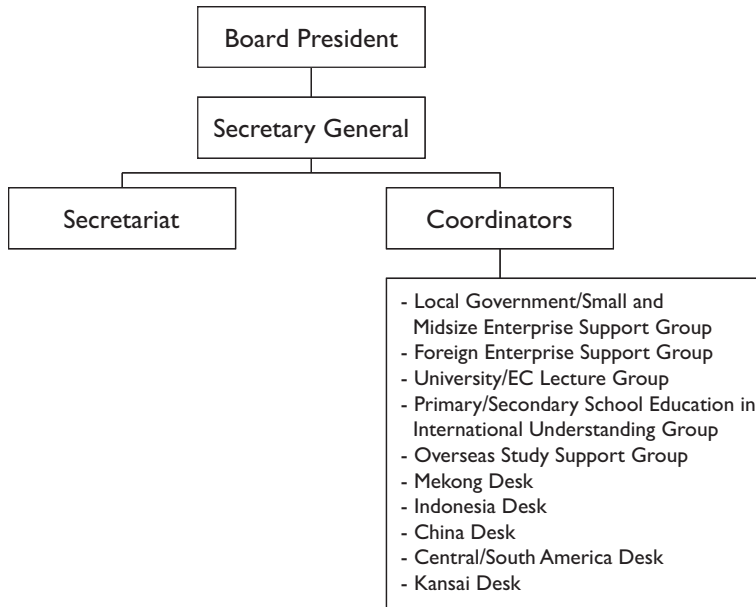 Board President
Secretary General
Secretariat
Coordinators
- Local Government/Small and
Midsize Enterprise Support Group
- Foreign Enterprise Support Group
- University/EC Lecture Group
- Primary/Secondary School Education in
International Understanding Group
- Overseas Study Support Group
- Mekong Desk
- Indonesia Desk
- China Desk
- Central/South America Desk
- Kansai Desk